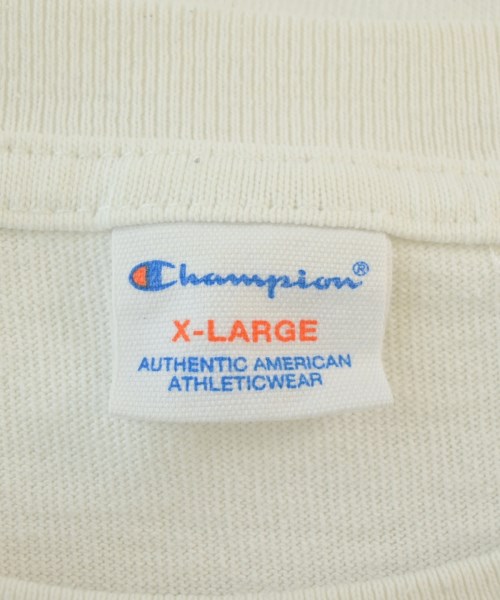 Champion®
X-LARGE
AUTHENTIC AMERICAN
ATHLETICWEAR